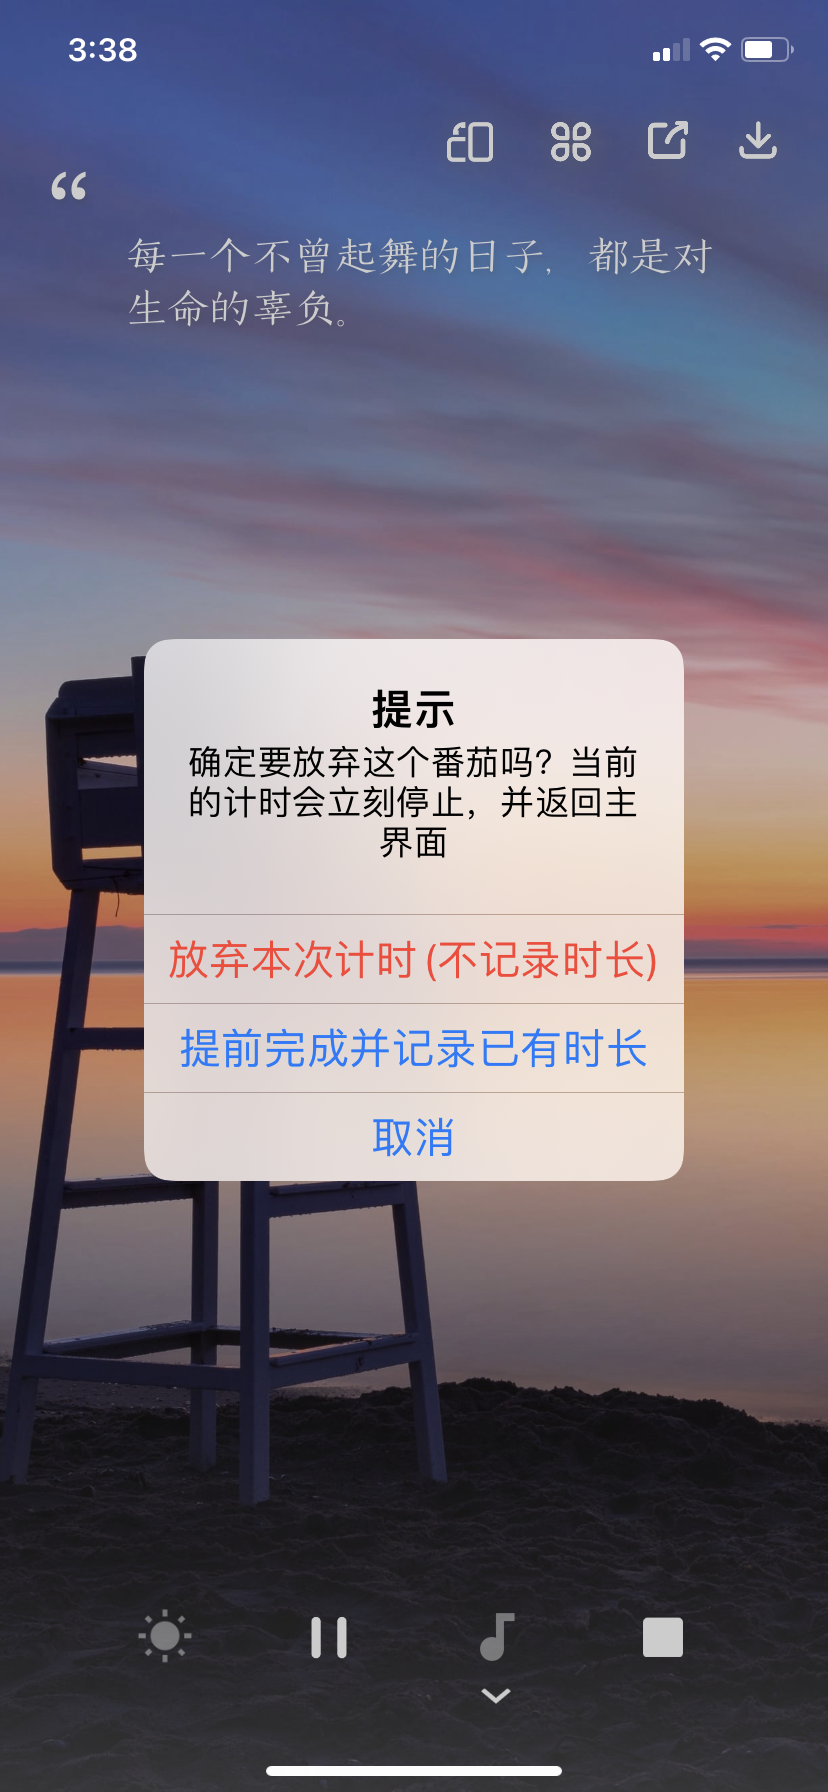 3:38
“
每一个不曾起舞的日子，都是对
生命的辜负。
提示
确定要放弃这个番茄吗？当前
的计时会立刻停止，并返回主
界面
放弃本次计时 (不记录时长)
提前完成并记录已有时长
取消